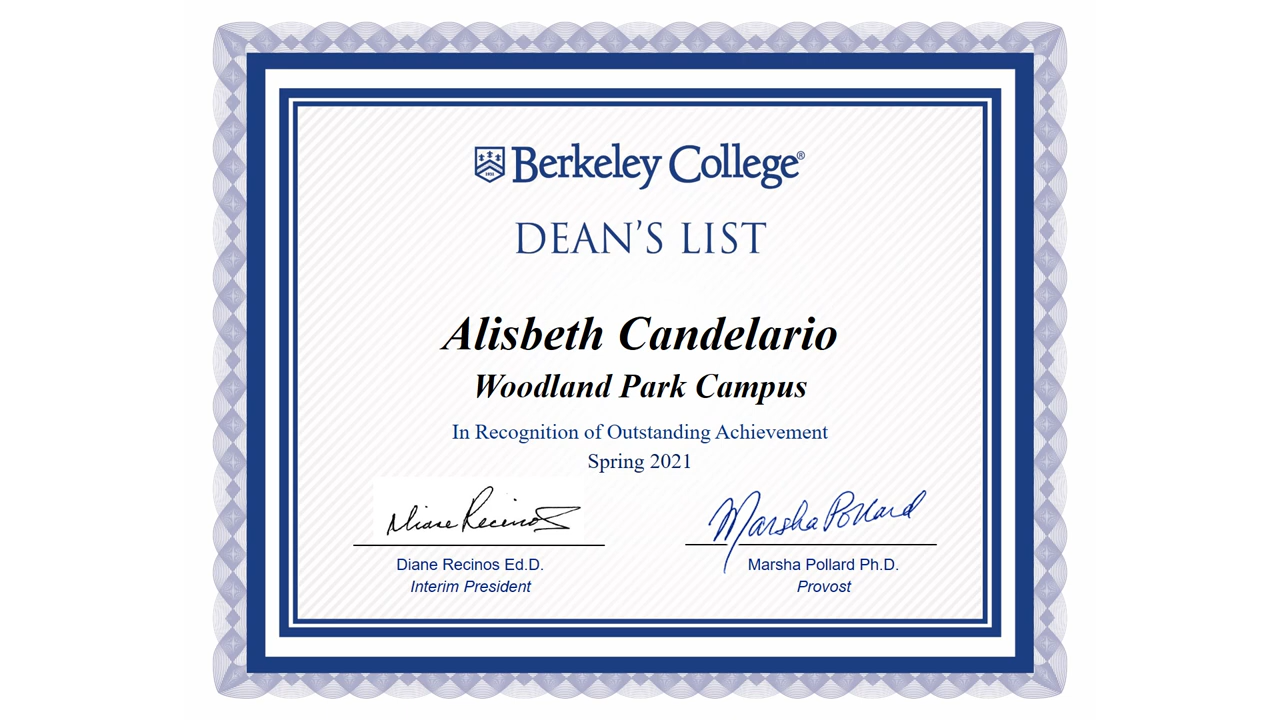 Berkeley College®
DEAN'S LIST
Alisbeth Candelario
Woodland Park Campus
In Recognition of Outstanding Achievement
Spring 2021
Diane Recinos
Marsha Pollard
Diane Recinos Ed.D.
Marsha Pollard Ph.D.
Interim President
Provost